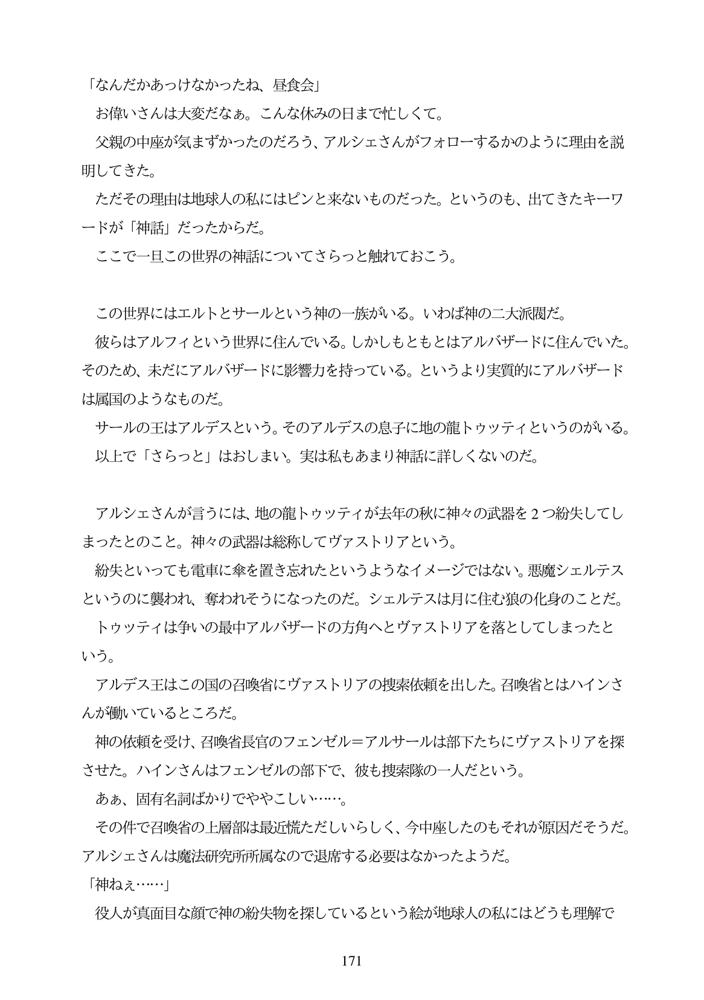 「なんだかあっけなかったね、昼食会」
お偉いさんは大変だなぁ。こんな休みの日まで忙しくて。
父親の中座が気まずかったのだろう、アルシェさんがフォローするかのように理由を説
明してきた。
ただその理由は地球人の私にはピンと来ないものだった。というのも、出てきたキーワ
ードが「神話」だったからだ。
ここで一旦この世界の神話についてさらっと触れておこう。
この世界にはエルトとサールという神の一族がいる。いわば神の二大派閥だ。
彼らはアルフィという世界に住んでいる。しかしもともとはアルバザードに住んでいた。
そのため、未だにアルバザードに影響力を持っている。というより実質的にアルバザード
は属国のようなものだ。
サールの王はアルデスという。そのアルデスの息子に地の龍トゥッティというのがいる。
以上で「さらっと」はおしまい。実は私もあまり神話に詳しくないのだ。
アルシェさんが言うには、地の龍トゥッティが去年の秋に神々の武器を 2 つ紛失してし
まったとのこと。神々の武器は総称してヴァストリアという。
紛失といっても電車に傘を置き忘れたというようなイメージではない。悪魔シェルテス
というのに襲われ、奪われそうになったのだ。シェルテスは月に住む狼の化身のことだ。
トゥッティは争いの最中アルバザードの方角へとヴァストリアを落としてしまったと
いう。
アルデス王はこの国の召喚省にヴァストリアの捜索依頼を出した。召喚省とはハインさ
んが働いているところだ。
神の依頼を受け、召喚省長官のフェンゼル＝アルサールは部下たちにヴァストリアを探
させた。ハインさんはフェンゼルの部下で、彼も捜索隊の一人だという。
あぁ、固有名詞ばかりでややこしい……。
その件で召喚省の上層部は最近慌ただしいらしく、今中座したのもそれが原因だそうだ。
アルシェさんは魔法研究所所属なので退席する必要はなかったようだ。
「神ねぇ……」
役人が真面目な顔で神の紛失物を探しているという絵が地球人の私にはどうも理解で
171